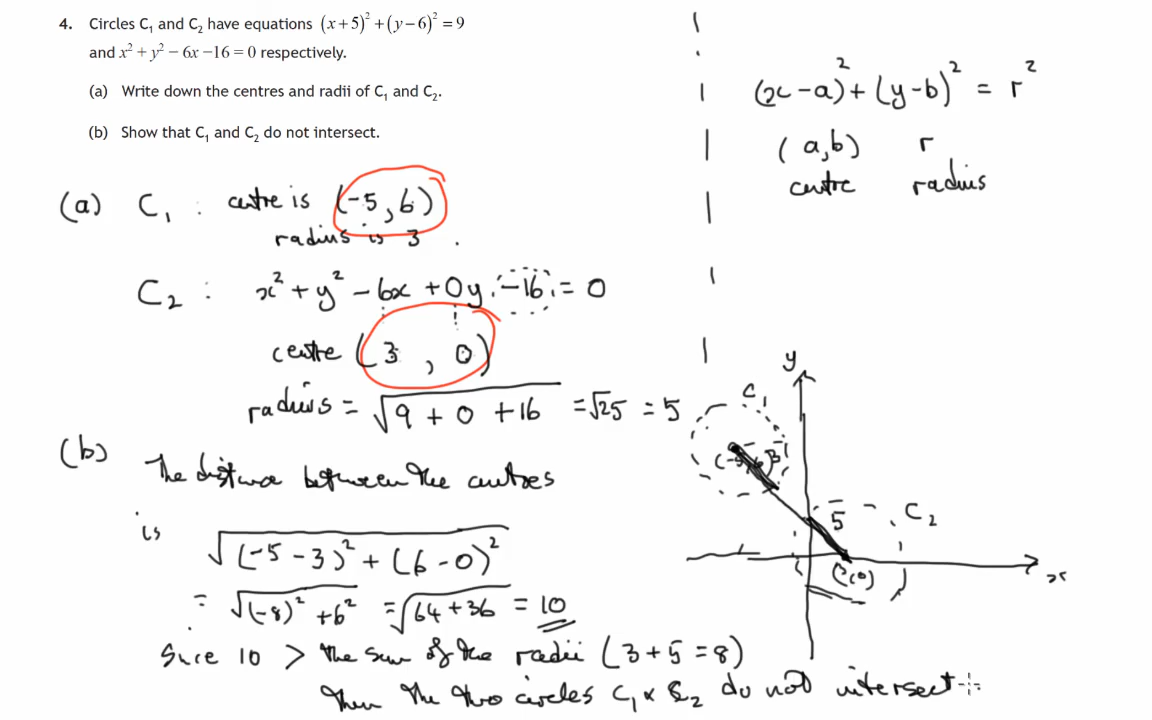 4. Circles C₁ and C₂ have equations (x+5)² + (y−6)² = 9
and x² + y² − 6x − 16 = 0 respectively.
(a) Write down the centres and radii of C₁ and C₂.
(b) Show that C₁ and C₂ do not intersect.
(x-a)² + (y-b)² = r²
(a,b) r
centre radius
(a) C₁ : centre is (-5, 6)
radius is 3.
C₂ : x² + y² - 6x + 0y - 16 = 0
centre (3, 0)
radius = √9 + 0 + 16 = √25 = 5
(b) The distance between the centres
is √(-5-3)² + (6-0)²
= √(-8)² + 6² = √64 + 36 = 10
Since 10 > the sum of the radii (3+5=8)
Then the two circles C₁ & C₂ do not intersect
y
C₁
(-5,6) 3
5 C₂
(3,0)
x